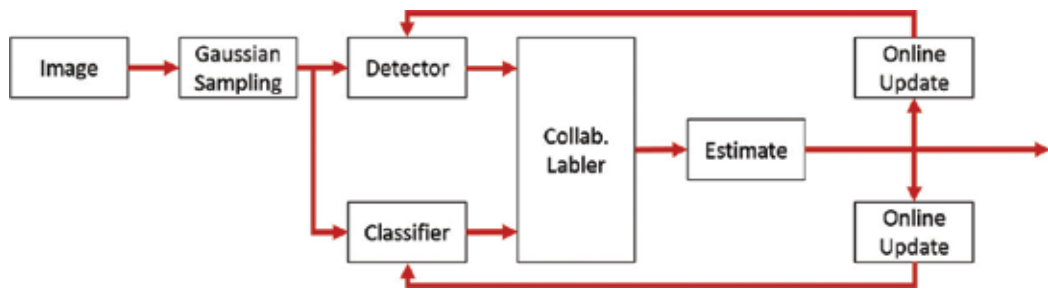 Image
Gaussian
Sampling
Detector
Classifier
Collab.
Labler
Estimate
Online
Update
Online
Update